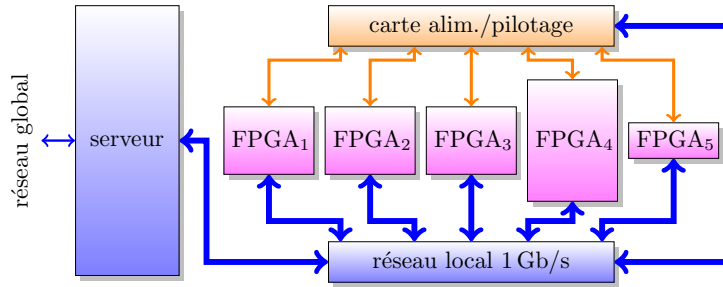 carte alim./pilotage
réseau global
serveur
FPGA₁
FPGA₂
FPGA₃
FPGA₄
FPGA₅
réseau local 1 Gb/s